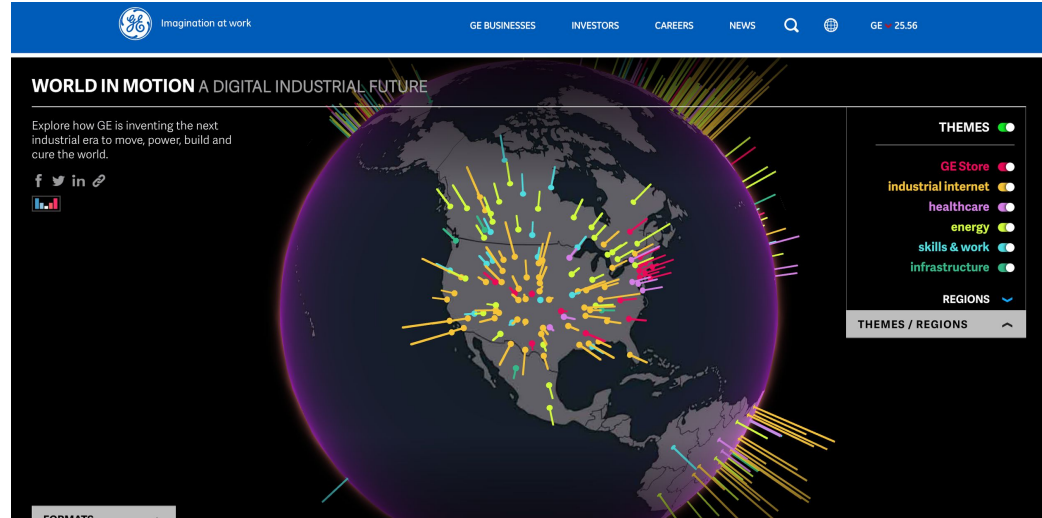 Imagination at work
GE BUSINESSES
INVESTORS
CAREERS
NEWS
GE 25.56
WORLD IN MOTION A DIGITAL INDUSTRIAL FUTURE
Explore how GE is inventing the next
industrial era to move, power, build and
cure the world.
THEMES
GE Store
industrial internet
healthcare
energy
skills & work
infrastructure
REGIONS
THEMES / REGIONS
FORMATS